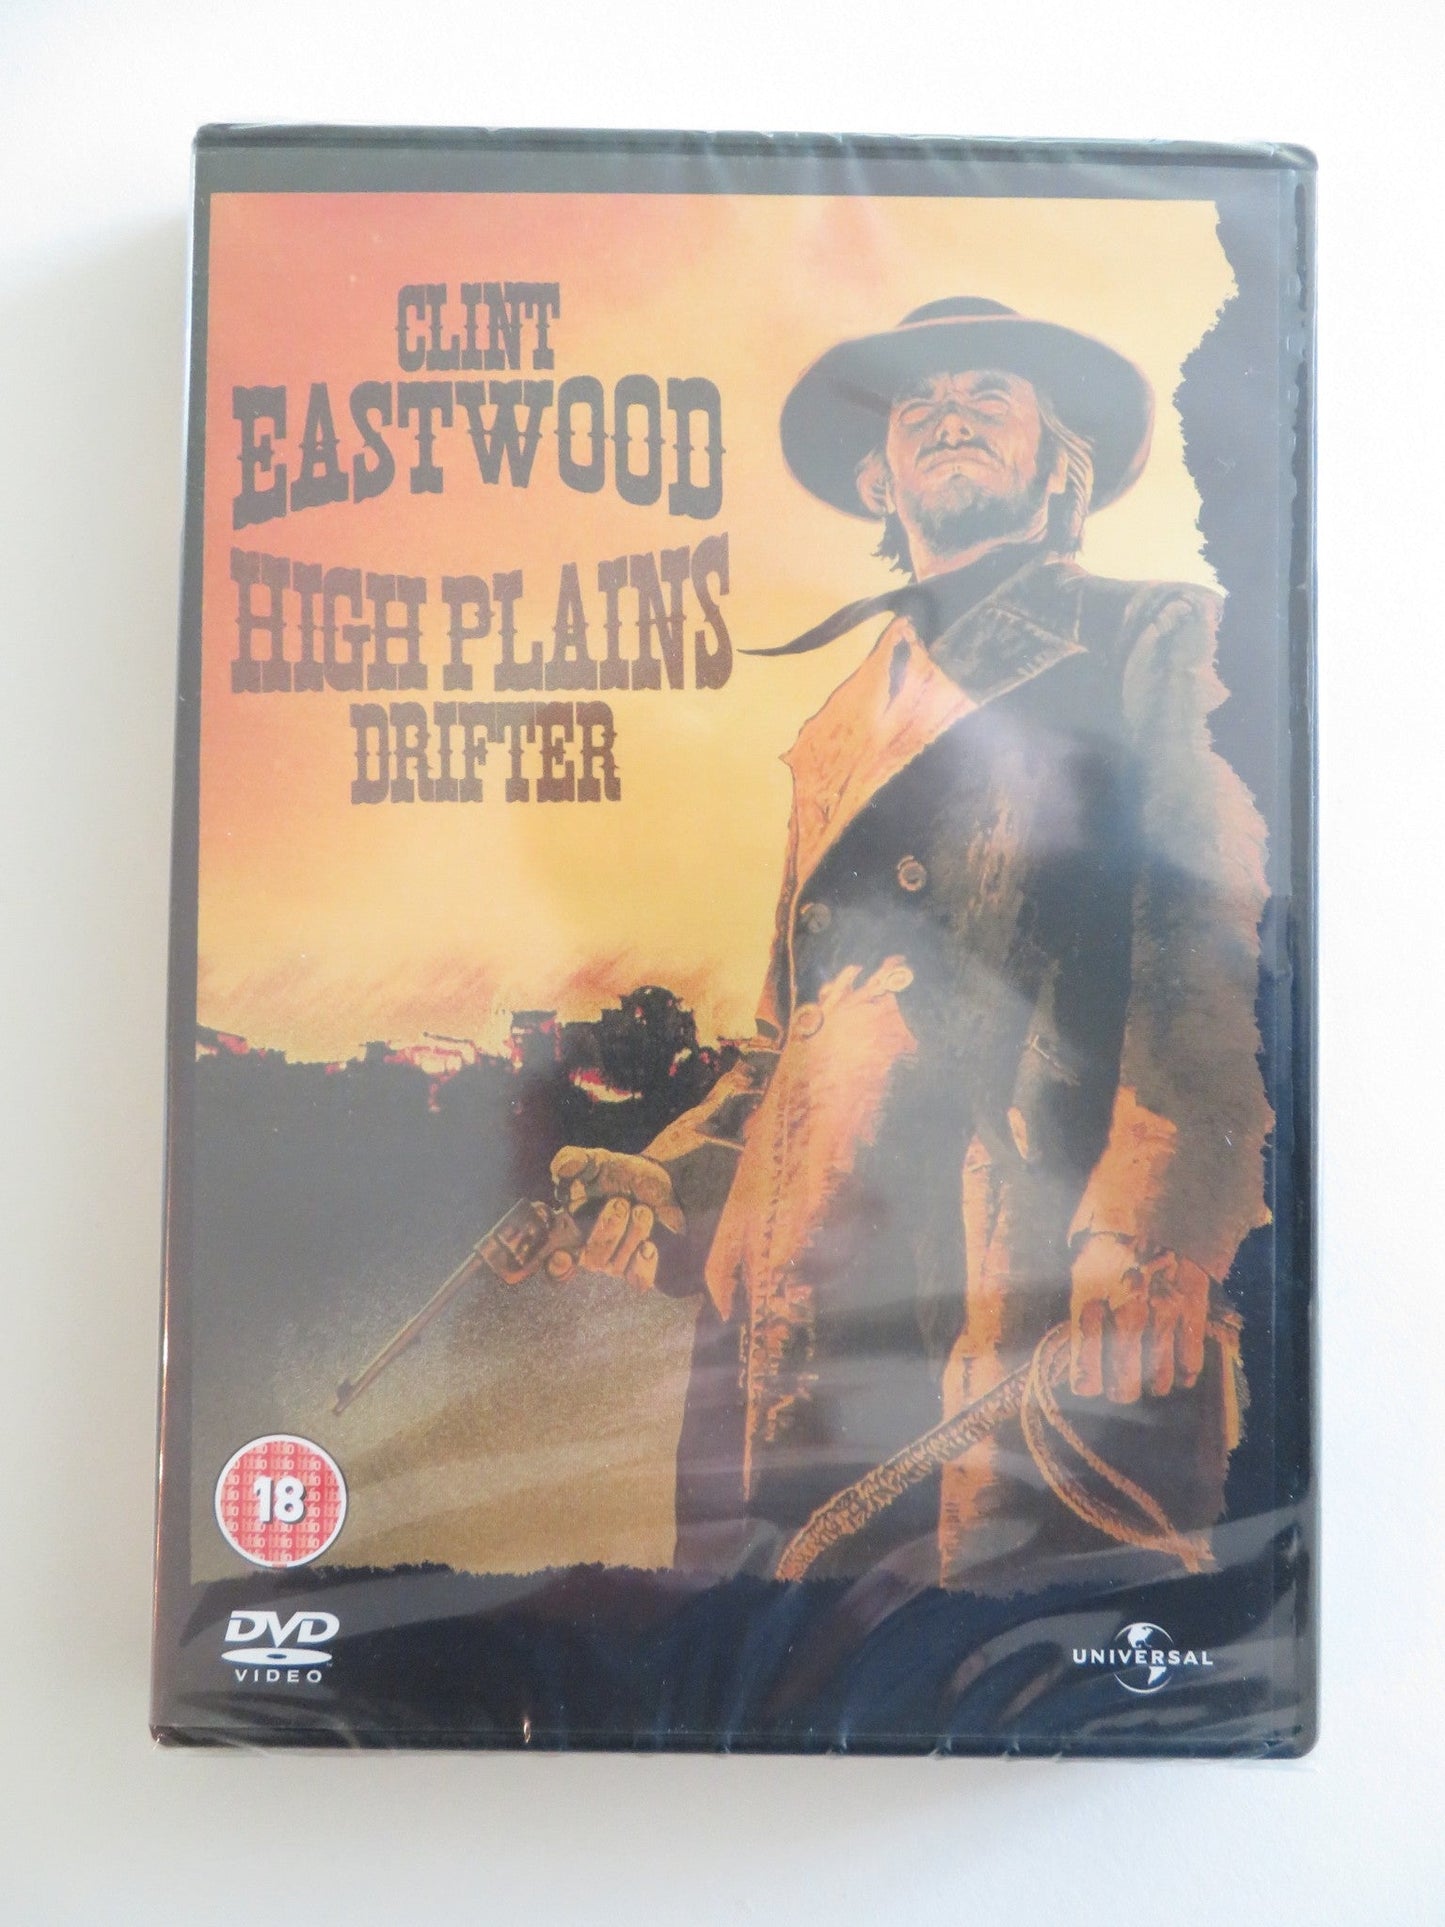 CLINT
EASTWOOD
HIGH PLAINS
DRIFTER
18
DVD
VIDEO
UNIVERSAL